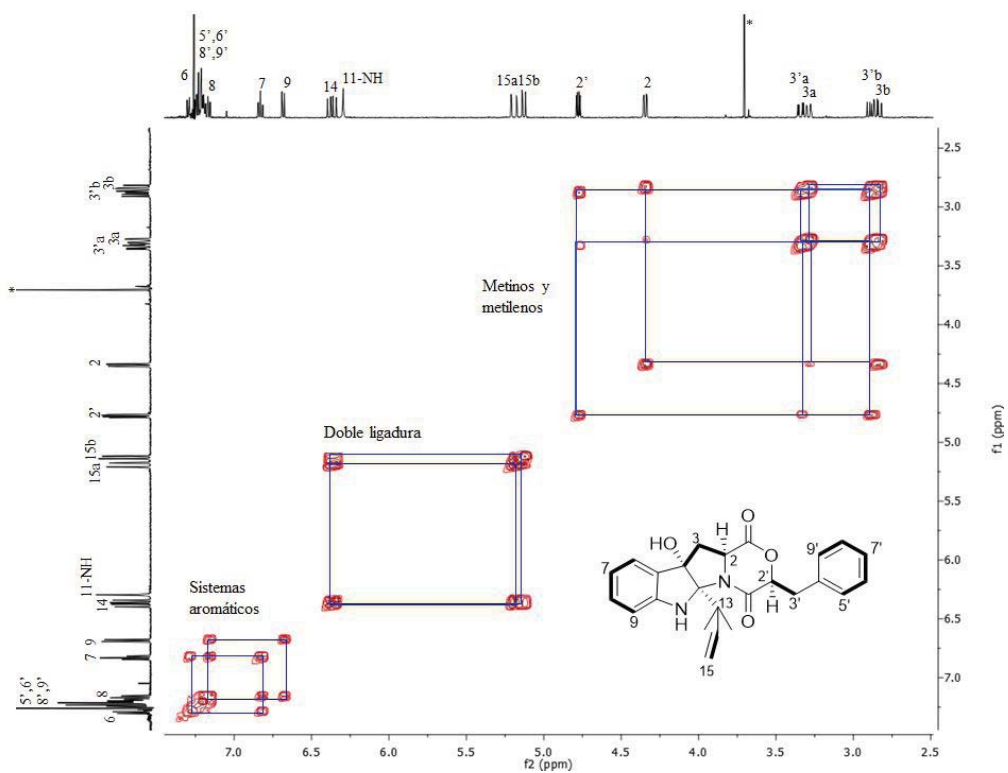 5’,6’
8’,9’
6
8
7
9
14
11-NH
15a
15b
2’
2
*
3’a
3a
3’b
3b
3’b
3b
3’a
3a
*
2
2’
15b
15a
11-NH
14
9
7
8
5’,6’
8’,9’
6
Metinos y
metilenos
Doble ligadura
Sistemas
aromáticos
2.5
3.0
3.5
4.0
4.5
5.0
5.5
6.0
6.5
7.0
f1 (ppm)
7.0
6.5
6.0
5.5
5.0
4.5
4.0
3.5
3.0
2.5
f2 (ppm)
O
HO
3
H
2
O
9'
7'
7
N
2'
3'
5'
9
N
H
13
O
H
15